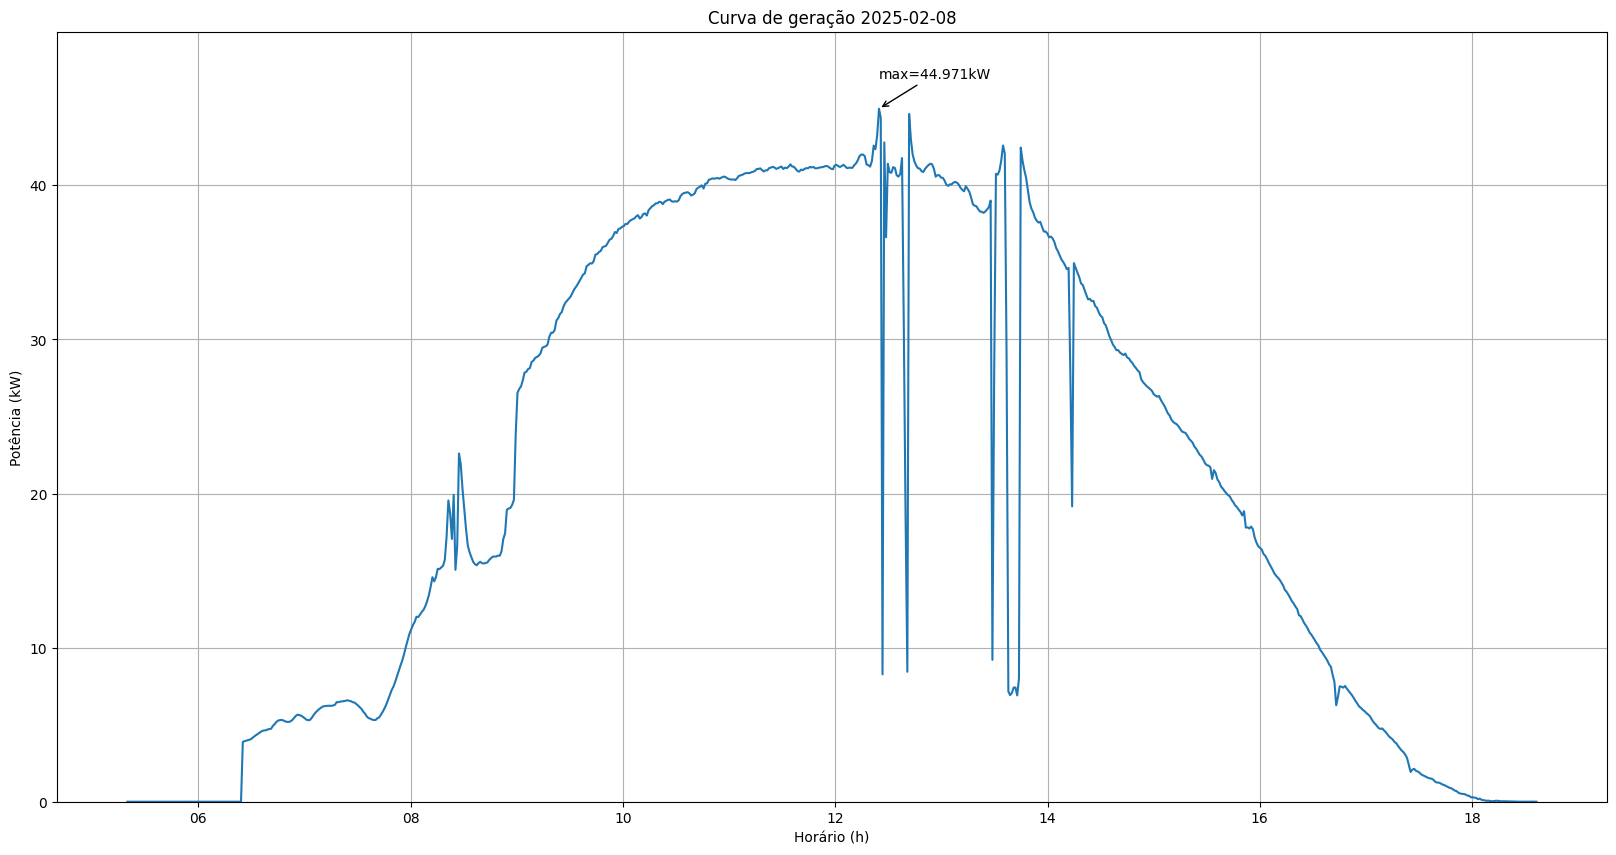 Curva de geração 2025-02-08
max=44.971kW
Potência (kW)
40
30
20
10
0
06 08 10 12 14 16 18
Horário (h)